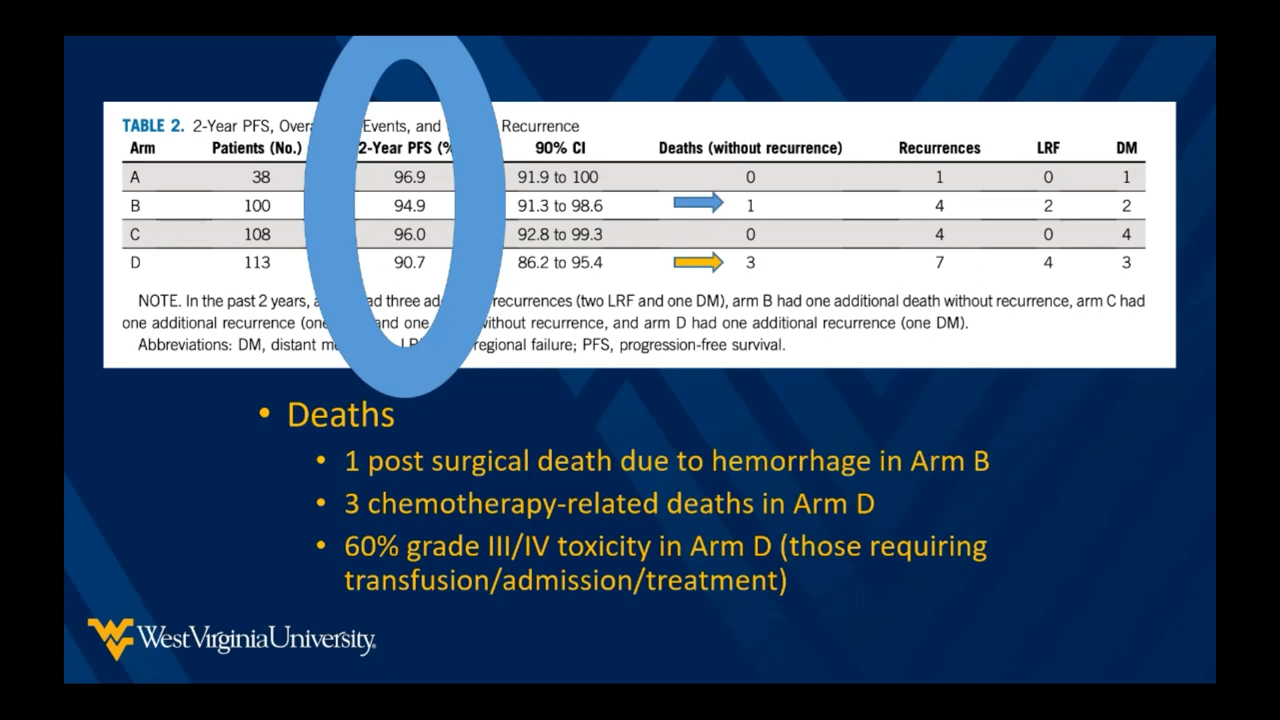 TABLE 2. 2-Year PFS, Events, and Recurrence
Arm Patients (No.) 2-Year PFS (% 90% CI Deaths (without recurrence) Recurrences LRF DM
A 38 96.9 91.9 to 100 0 1 0 1
B 100 94.9 91.3 to 98.6 1 4 2 2
C 108 96.0 92.8 to 99.3 0 4 0 4
D 113 90.7 86.2 to 95.4 3 7 4 3
NOTE. In the past 2 years, three recurrences (two LRF and one DM), arm B had one additional death without recurrence, arm C had
one additional recurrence and one without recurrence, and arm D had one additional recurrence (one DM).
Abbreviations: DM, distant failure; PFS, progression-free survival.
• Deaths
• 1 post surgical death due to hemorrhage in Arm B
• 3 chemotherapy-related deaths in Arm D
• 60% grade III/IV toxicity in Arm D (those requiring
transfusion/admission/treatment)
WestVirginiaUniversity.